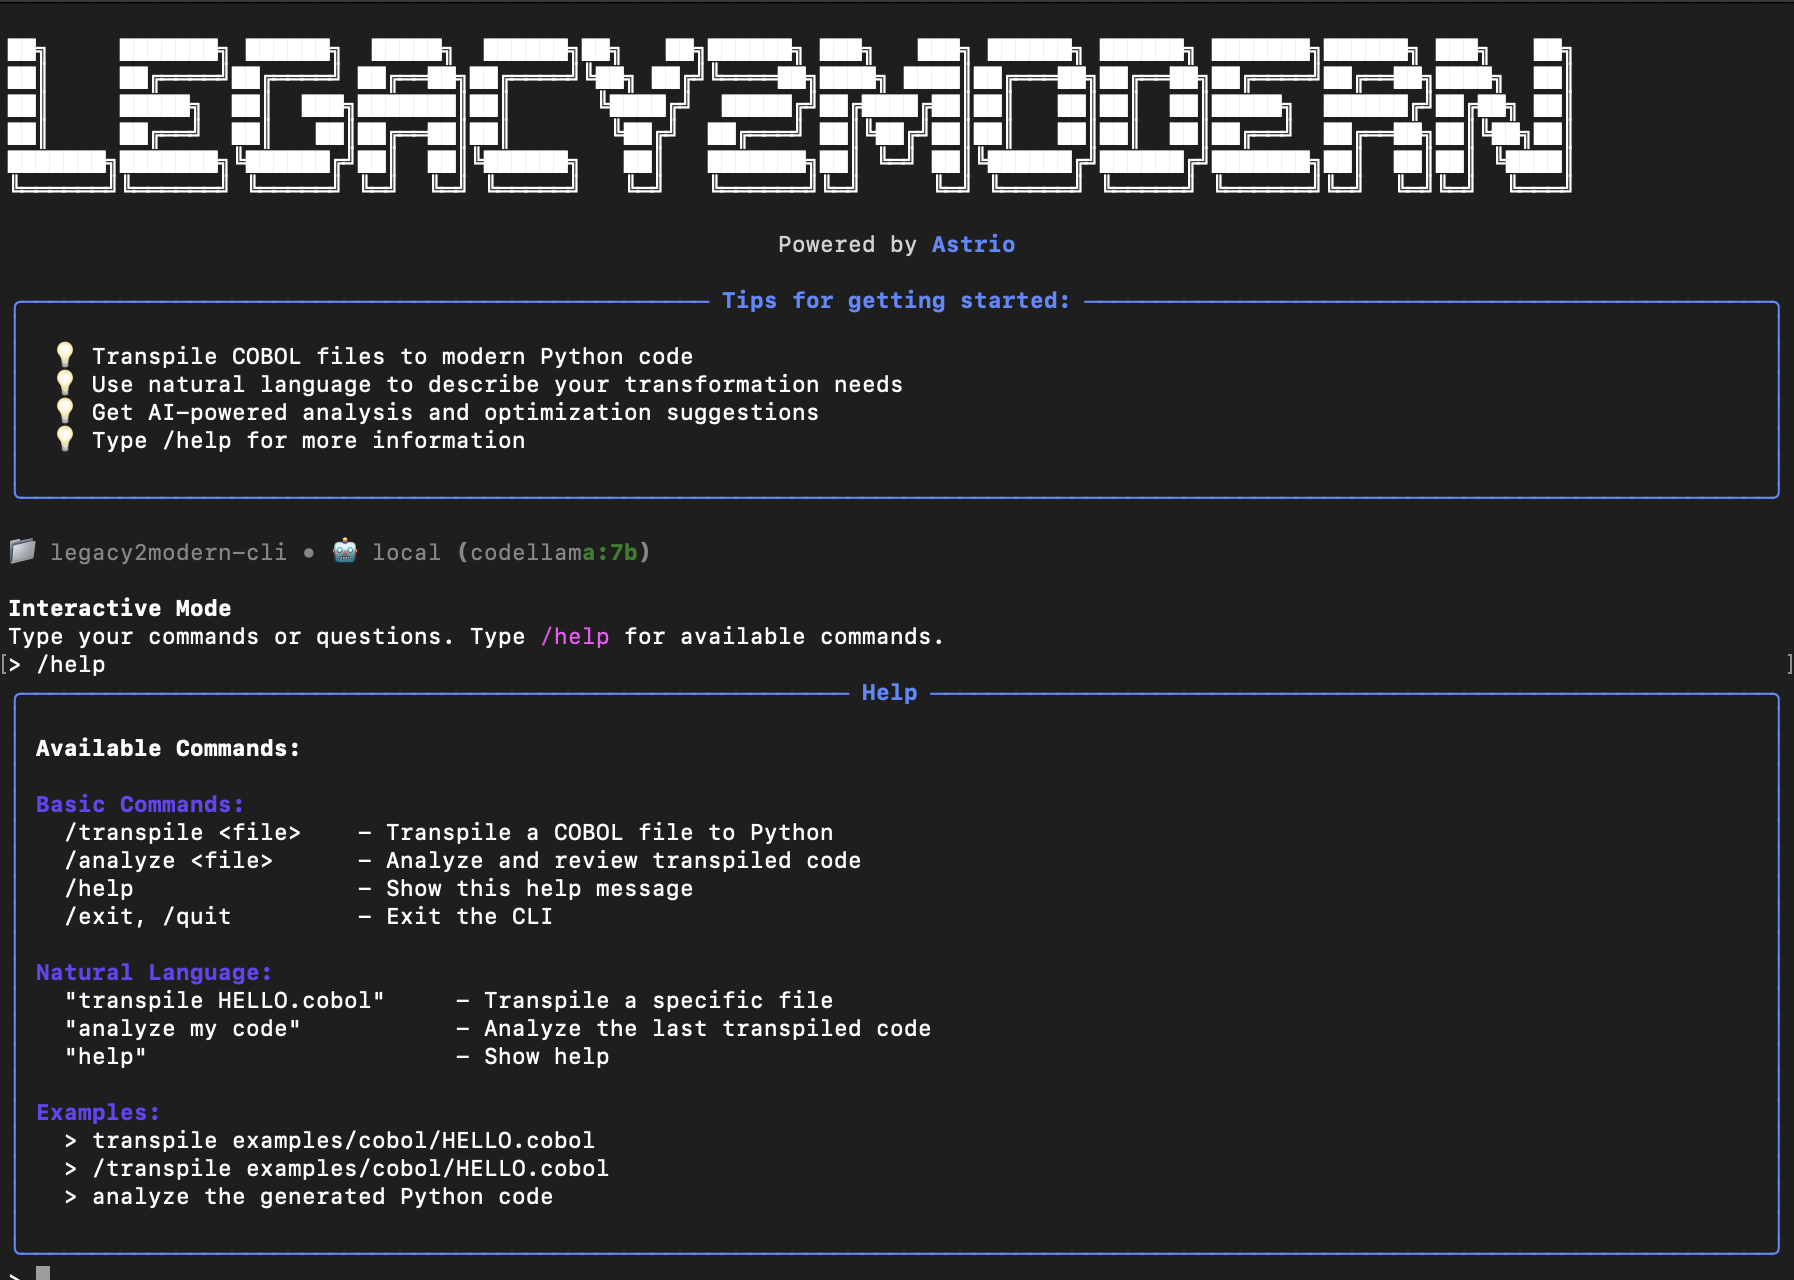 LEGACY2MODERN
Powered by Astrio
Tips for getting started:
Transpile COBOL files to modern Python code
Use natural language to describe your transformation needs
Get AI-powered analysis and optimization suggestions
Type /help for more information
legacy2modern-cli • local (codellama:7b)
Interactive Mode
Type your commands or questions. Type /help for available commands.
[> /help ]
Help
Available Commands:
Basic Commands:
/transpile <file> - Transpile a COBOL file to Python
/analyze <file> - Analyze and review transpiled code
/help - Show this help message
/exit, /quit - Exit the CLI
Natural Language:
"transpile HELLO.cobol" - Transpile a specific file
"analyze my code" - Analyze the last transpiled code
"help" - Show help
Examples:
> transpile examples/cobol/HELLO.cobol
> /transpile examples/cobol/HELLO.cobol
> analyze the generated Python code
>